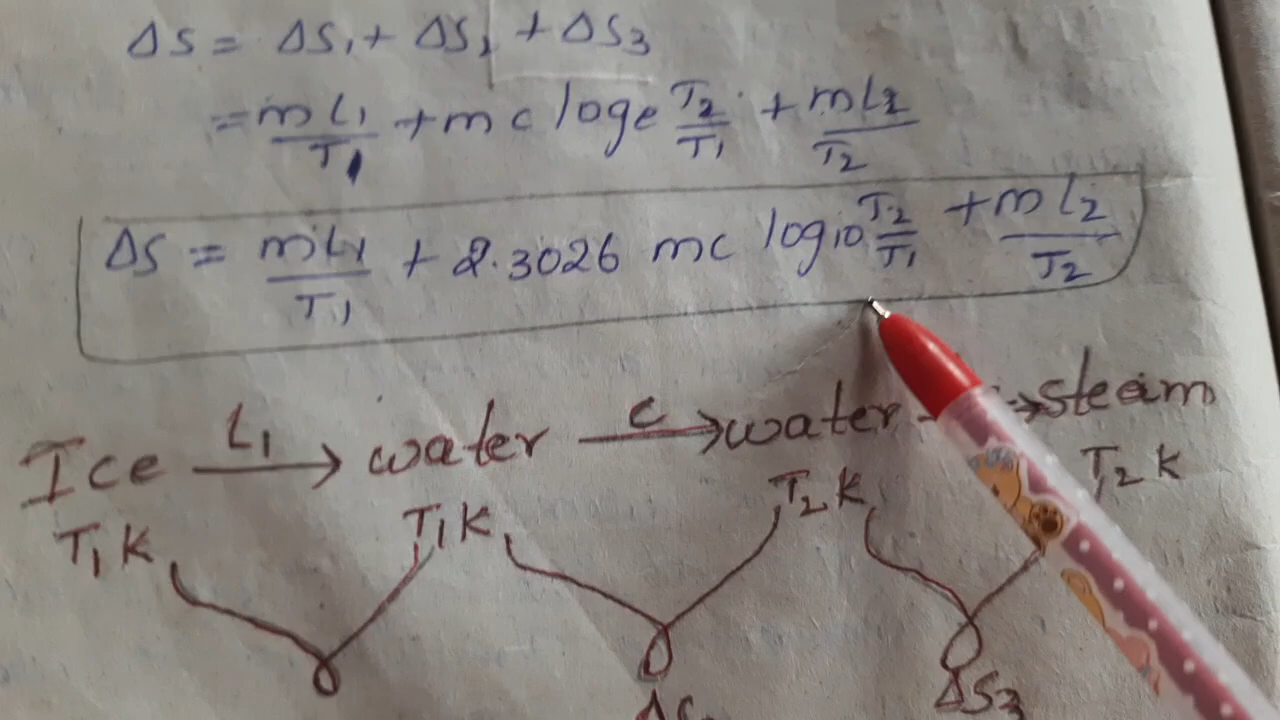 ΔS = ΔS₁ + ΔS₂ + ΔS₃
= mL₁/T₁ + mc loge T₂/T₁ + mL₂/T₂
ΔS = mL₁/T₁ + 2.3026 mc log10 T₂/T₁ + mL₂/T₂
Ice —L₁→ water —c→ water → steam
T₁K T₁K T₂K T₂K
ΔS₃